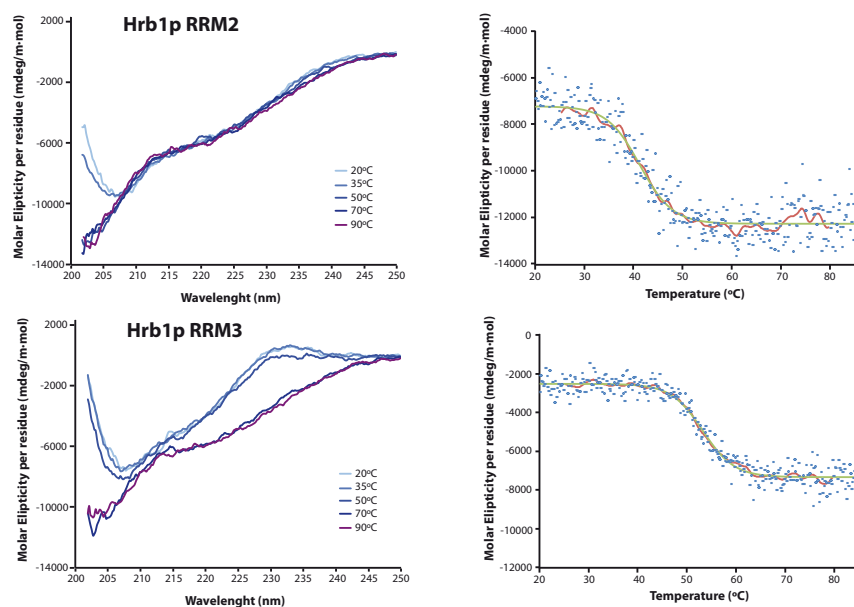 Hrb1p RRM2
Molar Elipticity per residue (mdeg/m·mol)
2000
-2000
-6000
-10000
-14000
200 205 210 215 220 225 230 235 240 245 250
Wavelenght (nm)
20ºC
35ºC
50ºC
70ºC
90ºC
Molar Elipticity per residue (mdeg/m·mol)
-4000
-6000
-8000
-10000
-12000
-14000
20 30 40 50 60 70 80
Temperature (ºC)
Hrb1p RRM3
Molar Elipticity per residue (mdeg/m·mol)
2000
-2000
-6000
-10000
-14000
200 205 210 215 220 225 230 235 240 245 250
Wavelenght (nm)
20ºC
35ºC
50ºC
70ºC
90ºC
Molar Elipticity per residue (mdeg/m·mol)
0
-2000
-4000
-6000
-8000
-10000
-12000
20 30 40 50 60 70 80
Temperature (ºC)